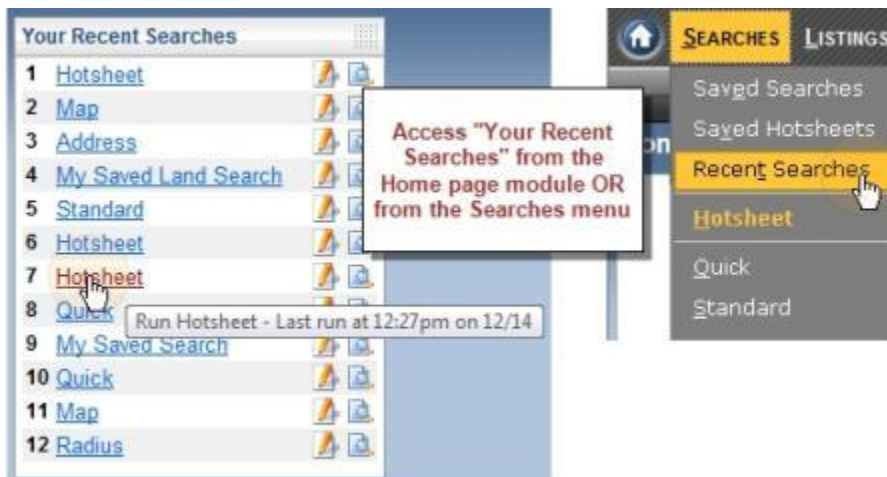 Your Recent Searches
1 Hotsheet
2 Map
3 Address
4 My Saved Land Search
5 Standard
6 Hotsheet
7 Hotsheet
8 Quick
Run Hotsheet - Last run at 12:27pm on 12/14
9 My Saved Search
10 Quick
11 Map
12 Radius
Access "Your Recent
Searches" from the
Home page module OR
from the Searches menu
SEARCHES LISTINGS
Saved Searches
Saved Hotsheets
on
Recent Searches
Hotsheet
Quick
Standard